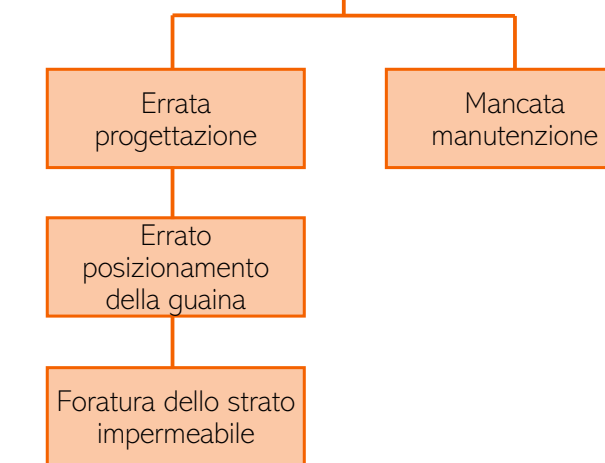 Errata
progettazione
Mancata
manutenzione
Errato
posizionamento
della guaina
Foratura dello strato
impermeabile